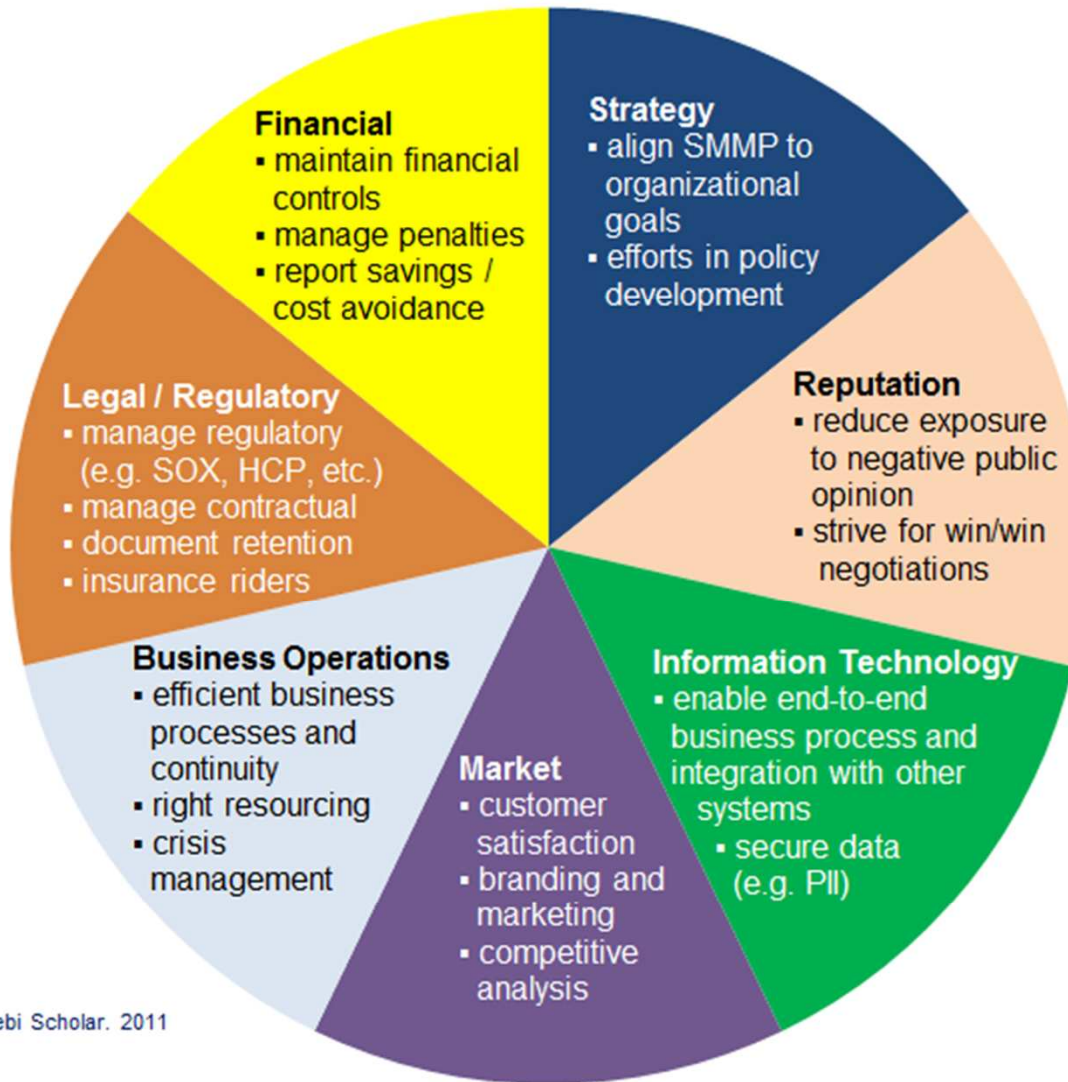 Financial
▪ maintain financial
controls
▪ manage penalties
▪ report savings /
cost avoidance
Strategy
▪ align SMMP to
organizational
goals
▪ efforts in policy
development
Reputation
▪ reduce exposure
to negative public
opinion
▪ strive for win/win
negotiations
Information Technology
▪ enable end-to-end
business process and
integration with other
systems
▪ secure data
(e.g. PII)
Market
▪ customer
satisfaction
▪ branding and
marketing
▪ competitive
analysis
Business Operations
▪ efficient business
processes and
continuity
▪ right resourcing
▪ crisis
management
Legal / Regulatory
▪ manage regulatory
(e.g. SOX, HCP, etc.)
▪ manage contractual
▪ document retention
▪ insurance riders
Scholar. 2011